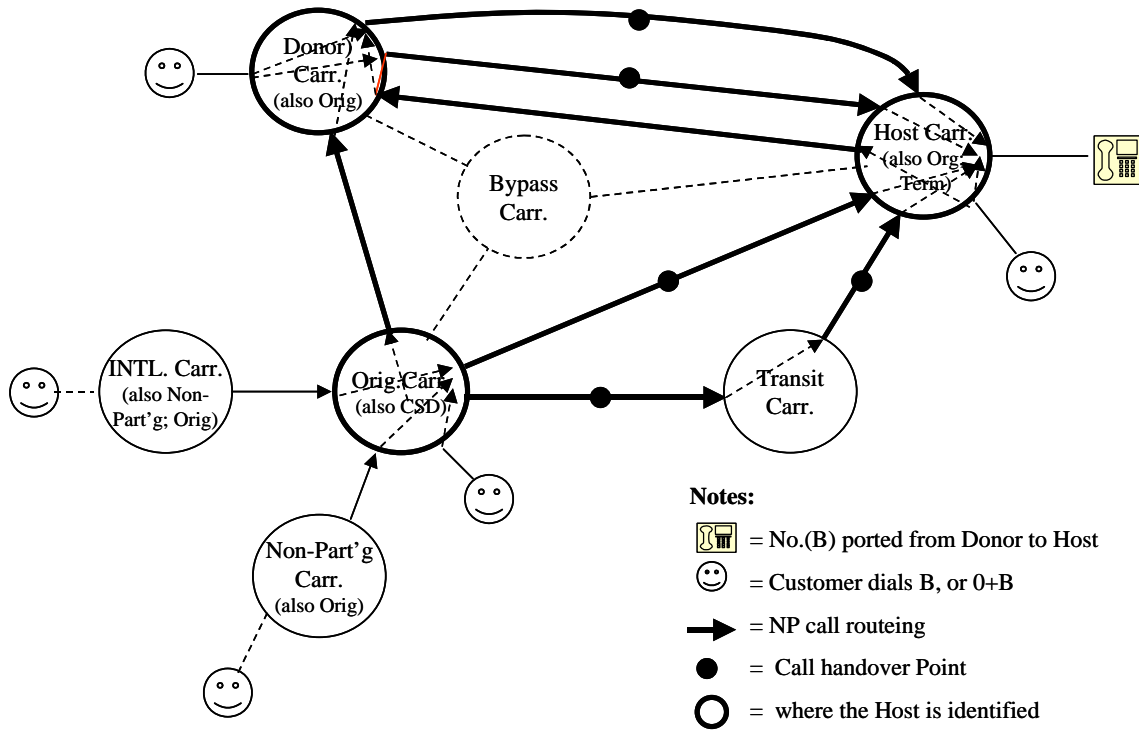 Donor)
Carr.
(also Orig)
Host Carr.
(also Org
Term)
Bypass
Carr.
INTL. Carr.
(also Non-
Part'g; Orig)
Orig.Carr
(also CSD)
Transit
Carr.
Non-Part'g
Carr.
(also Orig)
Notes:
= No.(B) ported from Donor to Host
= Customer dials B, or 0+B
= NP call routeing
= Call handover Point
= where the Host is identified